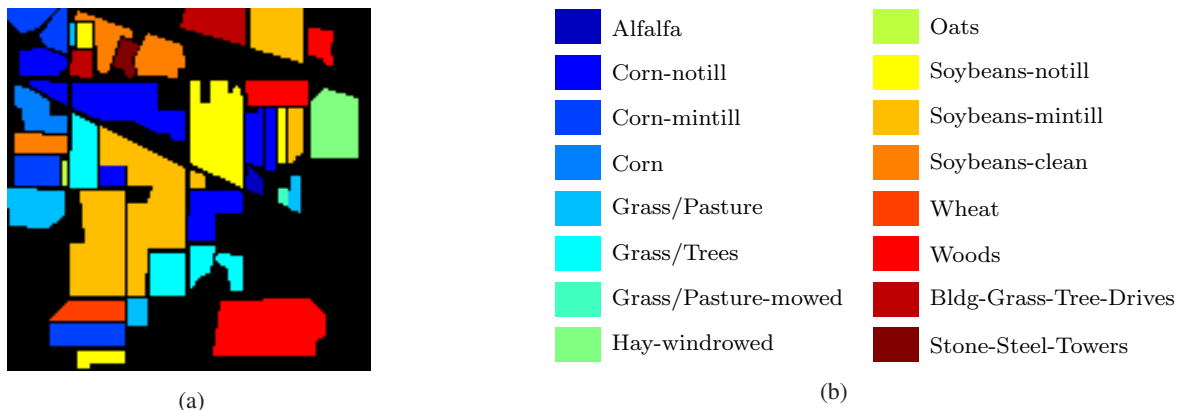 Alfalfa
Corn-notill
Corn-mintill
Corn
Grass/Pasture
Grass/Trees
Grass/Pasture-mowed
Hay-windrowed
Oats
Soybeans-notill
Soybeans-mintill
Soybeans-clean
Wheat
Woods
Bldg-Grass-Tree-Drives
Stone-Steel-Towers
(a)
(b)